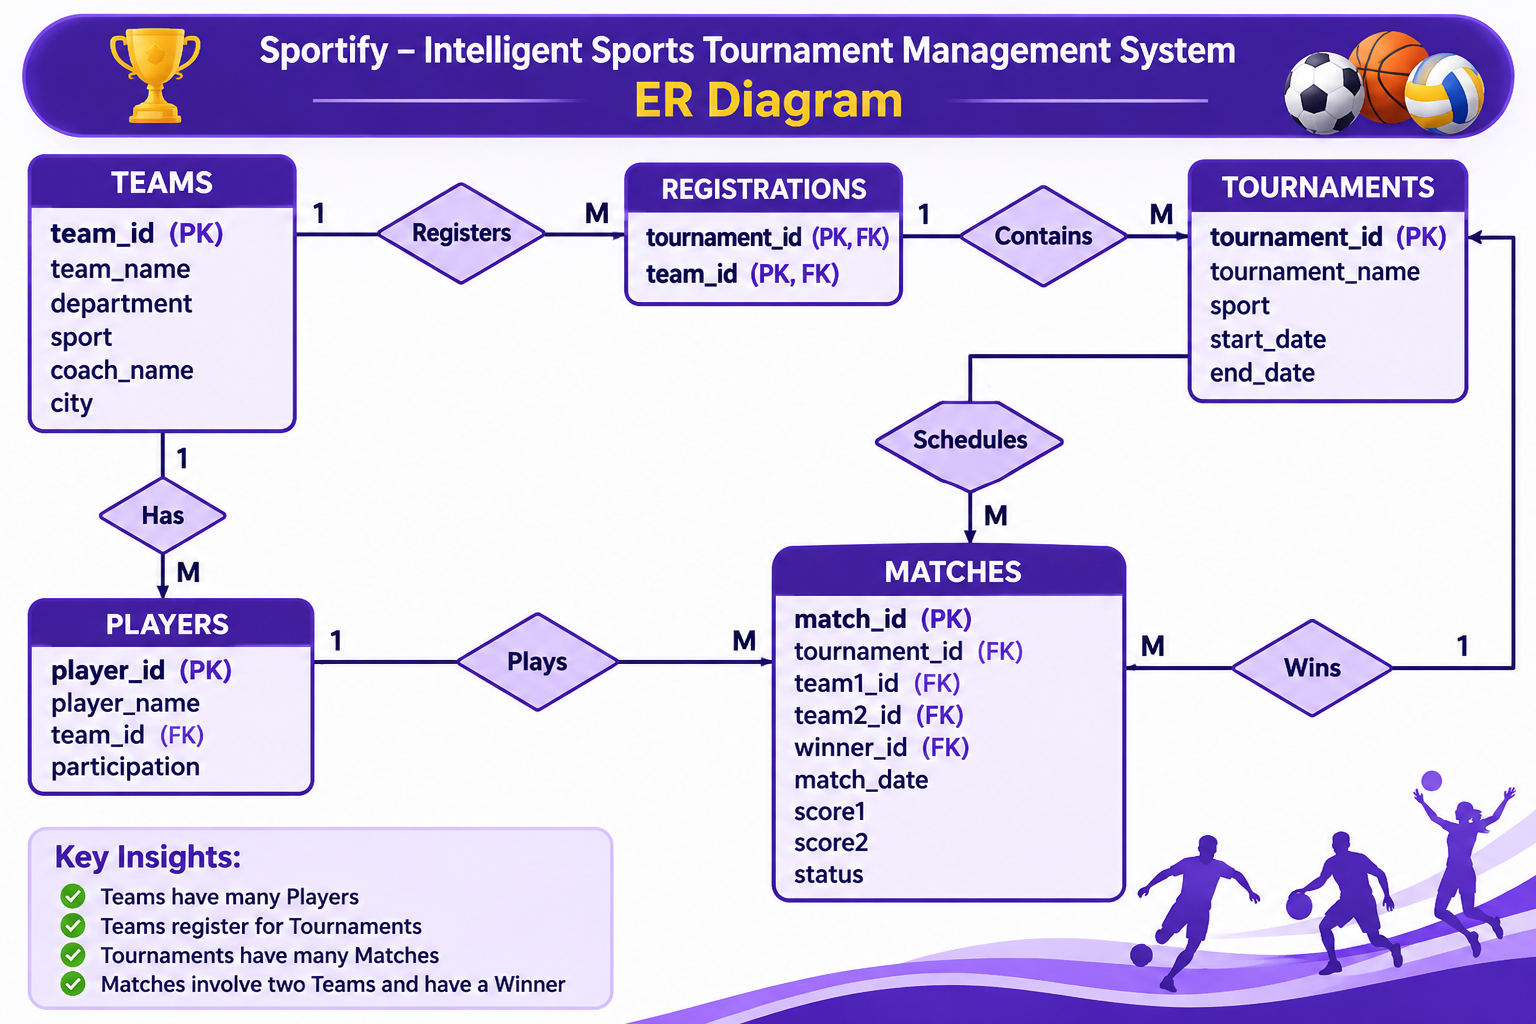 Sportify – Intelligent Sports Tournament Management System
ER Diagram
TEAMS
team_id (PK)
team_name
department
sport
coach_name
city
1
Registers
M
REGISTRATIONS
tournament_id (PK, FK)
team_id (PK, FK)
1
Contains
M
TOURNAMENTS
tournament_id (PK)
tournament_name
sport
start_date
end_date
1
Has
M
Schedules
M
PLAYERS
player_id (PK)
player_name
team_id (FK)
participation
1
Plays
M
MATCHES
match_id (PK)
tournament_id (FK)
team1_id (FK)
team2_id (FK)
winner_id (FK)
match_date
score1
score2
status
M
Wins
1
Key Insights:
Teams have many Players
Teams register for Tournaments
Tournaments have many Matches
Matches involve two Teams and have a Winner